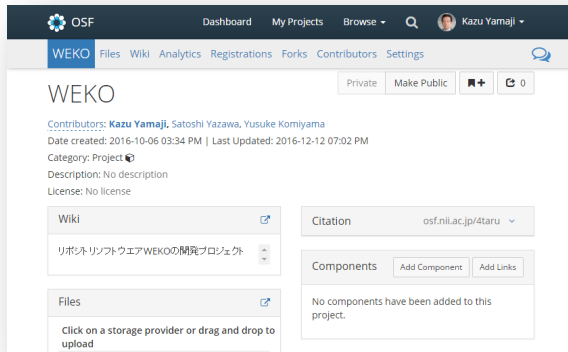 OSF Dashboard My Projects Browse Kazu Yamaji
WEKO Files Wiki Analytics Registrations Forks Contributors Settings
WEKO
Private Make Public 0
Contributors: Kazu Yamaji, Satoshi Yazawa, Yusuke Komiyama
Date created: 2016-10-06 03:34 PM | Last Updated: 2016-12-12 07:02 PM
Category: Project
Description: No description
License: No license
Wiki
リポジトリソフトウエアWEKOの開発プロジェクト
Files
Click on a storage provider or drag and drop to
upload
Citation osf.nii.ac.jp/4taru
Components Add Component Add Links
No components have been added to this
project.